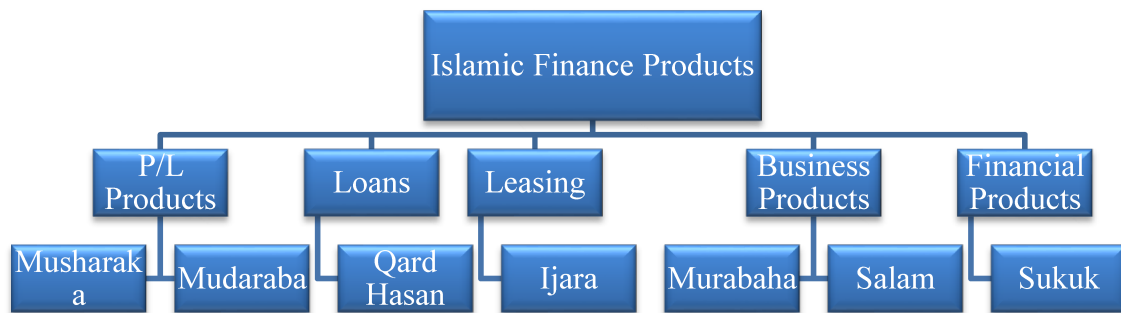 Islamic Finance Products
P/L
Products
Loans
Leasing
Business
Products
Financial
Products
Musharak
a
Mudaraba
Qard
Hasan
Ijara
Murabaha
Salam
Sukuk